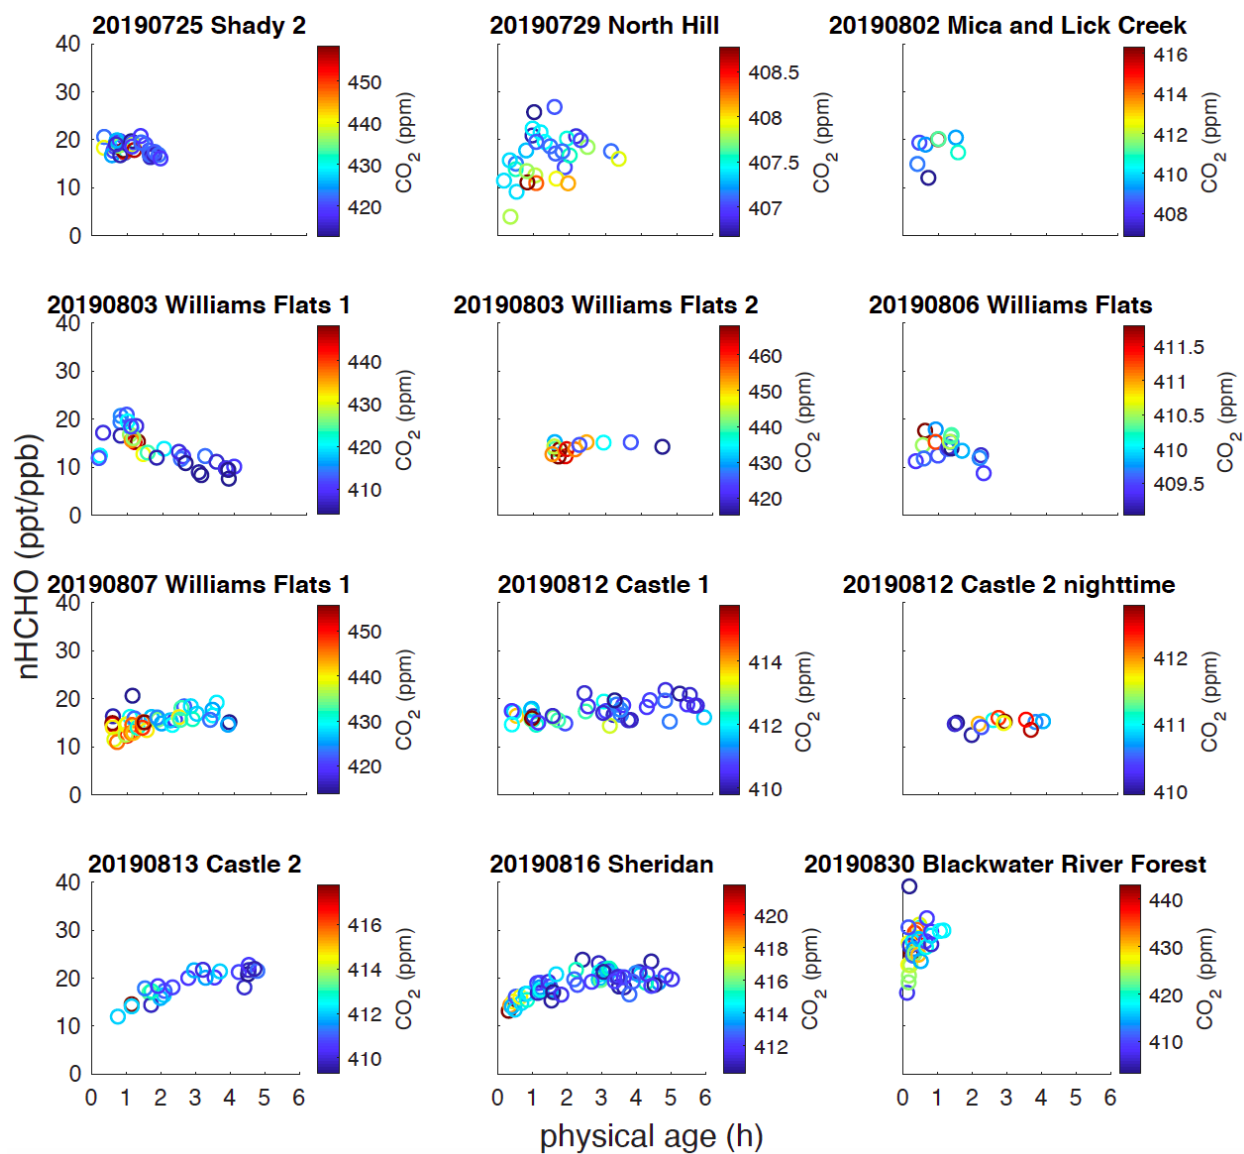 20190725 Shady 2
40
30
20
10
0
450
440
430
420
CO2 (ppm)
20190729 North Hill
408.5
408
407.5
407
CO2 (ppm)
20190802 Mica and Lick Creek
416
414
412
410
408
CO2 (ppm)
20190803 Williams Flats 1
40
30
20
10
0
440
430
420
410
CO2 (ppm)
20190803 Williams Flats 2
460
450
440
430
420
CO2 (ppm)
20190806 Williams Flats
411.5
411
410.5
410
409.5
CO2 (ppm)
nHCHO (ppt/ppb)
20190807 Williams Flats 1
40
30
20
10
0
450
440
430
420
CO2 (ppm)
20190812 Castle 1
414
412
410
CO2 (ppm)
20190812 Castle 2 nighttime
412
411
410
CO2 (ppm)
20190813 Castle 2
40
30
20
10
0
0 1 2 3 4 5 6
416
414
412
410
CO2 (ppm)
20190816 Sheridan
0 1 2 3 4 5 6
420
418
416
414
412
CO2 (ppm)
20190830 Blackwater River Forest
0 1 2 3 4 5 6
440
430
420
410
CO2 (ppm)
physical age (h)